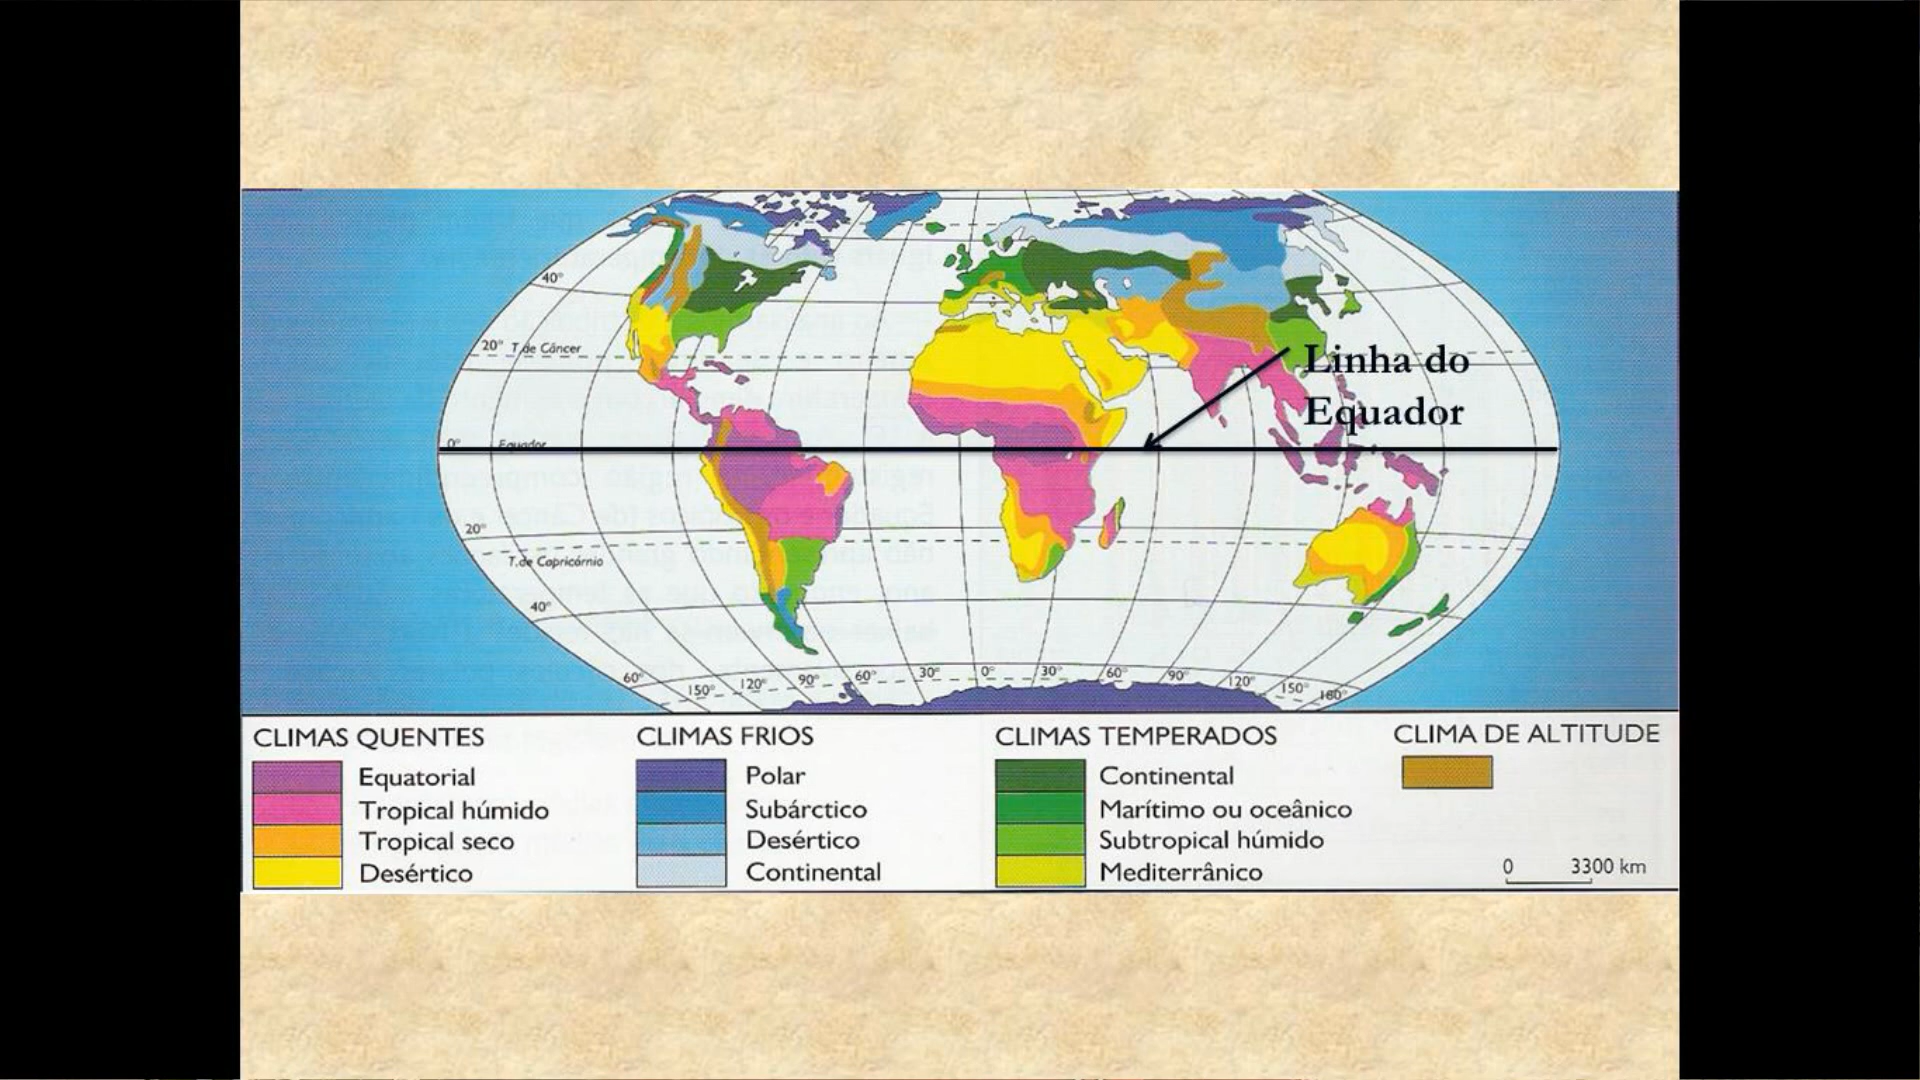 40°
20° T.de Câncer
Linha do
Equador
0° Equador
20°
T.de Capricórnio
40°
60° 150° 120° 90° 60° 30° 0° 30° 60° 90° 120° 150° 180°
CLIMAS QUENTES
Equatorial
Tropical húmido
Tropical seco
Desértico
CLIMAS FRIOS
Polar
Subárctico
Desértico
Continental
CLIMAS TEMPERADOS
Continental
Marítimo ou oceânico
Subtropical húmido
Mediterrânico
CLIMA DE ALTITUDE
0 3300 km